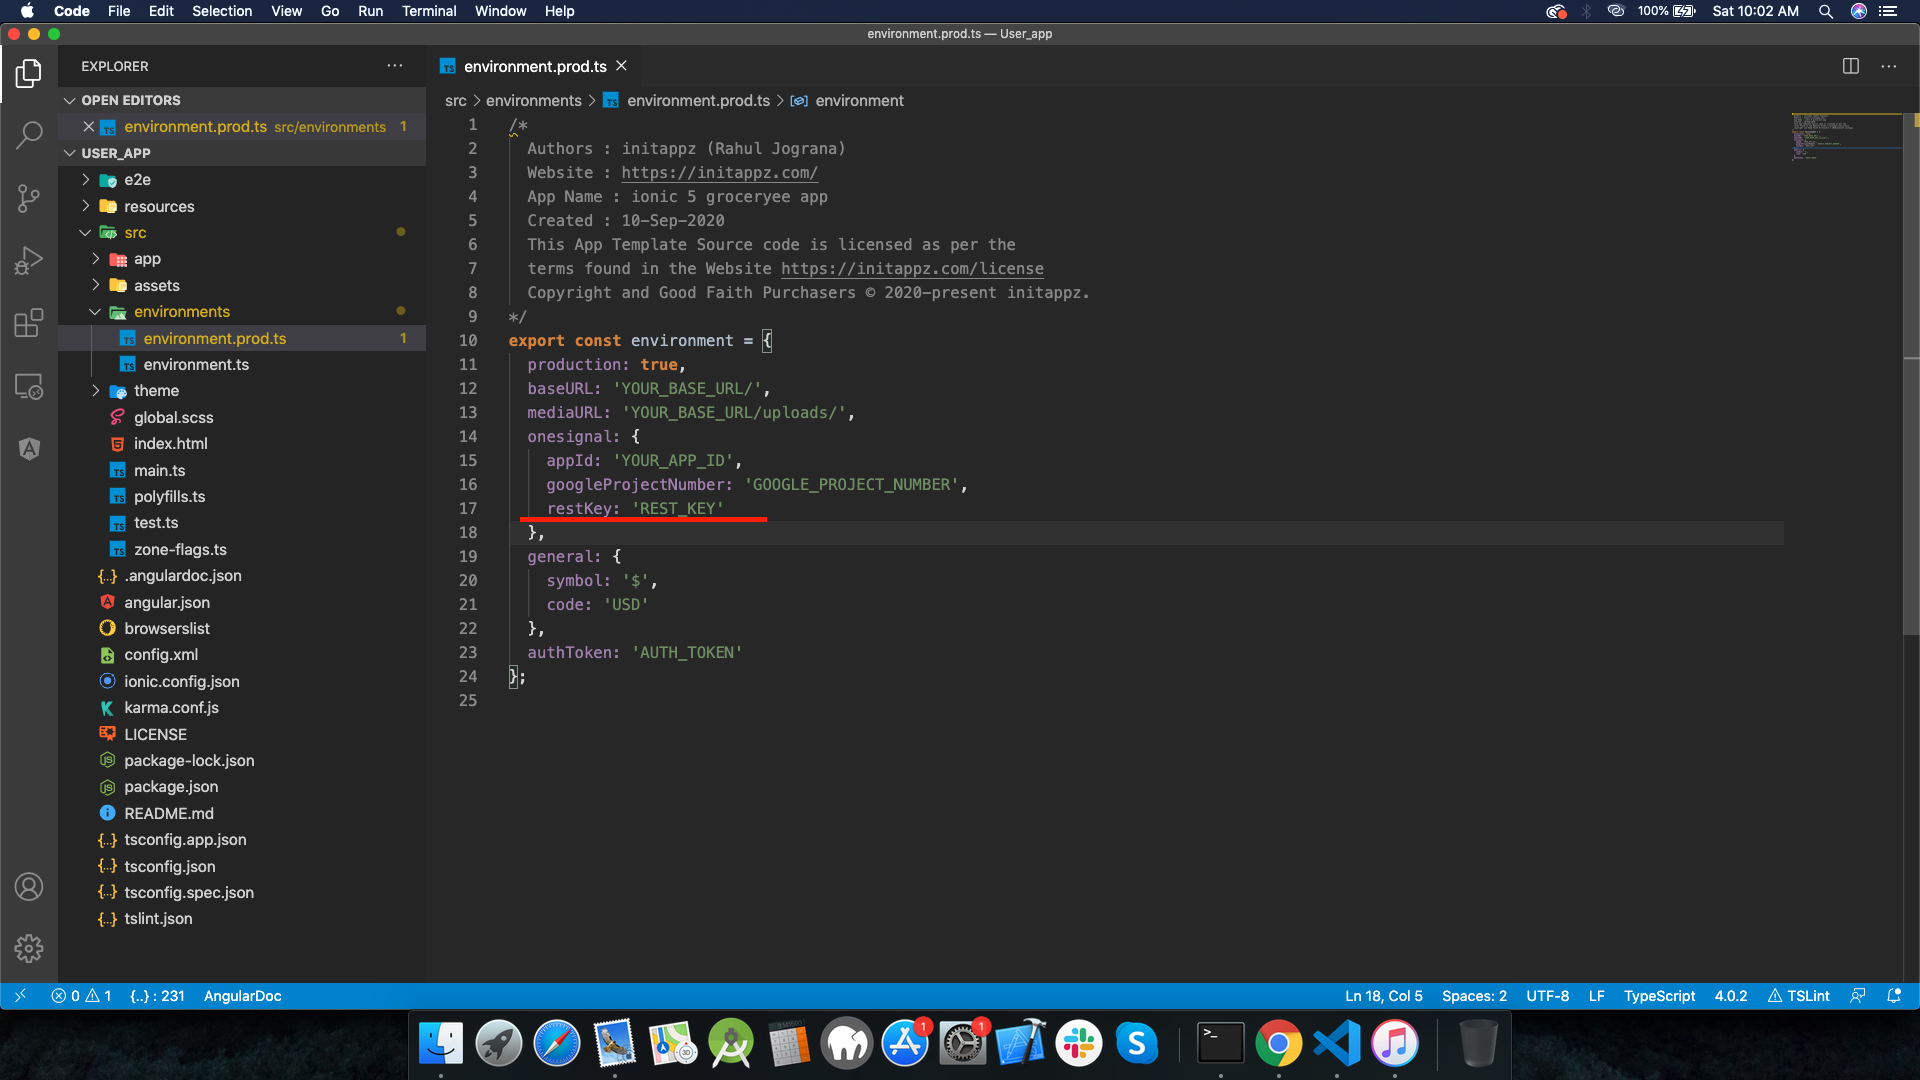 Code File Edit Selection View Go Run Terminal Window Help 100% Sat 10:02 AM
environment.prod.ts — User_app
EXPLORER
OPEN EDITORS
environment.prod.ts src/environments 1
USER_APP
e2e
resources
src
app
assets
environments
environment.prod.ts 1
environment.ts
theme
global.scss
index.html
main.ts
polyfills.ts
test.ts
zone-flags.ts
.angulardoc.json
angular.json
browserslist
config.xml
ionic.config.json
karma.conf.js
LICENSE
package-lock.json
package.json
README.md
tsconfig.app.json
tsconfig.json
tsconfig.spec.json
tslint.json
environment.prod.ts
src > environments > TS environment.prod.ts > environment
1 /*
2 Authors : initappz (Rahul Jograna)
3 Website : https://initappz.com/
4 App Name : ionic 5 groceryee app
5 Created : 10-Sep-2020
6 This App Template Source code is licensed as per the
7 terms found in the Website https://initappz.com/license
8 Copyright and Good Faith Purchasers © 2020-present initappz.
9 */
10 export const environment = {
11 production: true,
12 baseURL: 'YOUR_BASE_URL/',
13 mediaURL: 'YOUR_BASE_URL/uploads/',
14 onesignal: {
15 appId: 'YOUR_APP_ID',
16 googleProjectNumber: 'GOOGLE_PROJECT_NUMBER',
17 restKey: 'REST_KEY'
18 },
19 general: {
20 symbol: '$',
21 code: 'USD'
22 },
23 authToken: 'AUTH_TOKEN'
24 };
25
0 1 {..} : 231 AngularDoc Ln 18, Col 5 Spaces: 2 UTF-8 LF TypeScript 4.0.2 TSLint
1 1